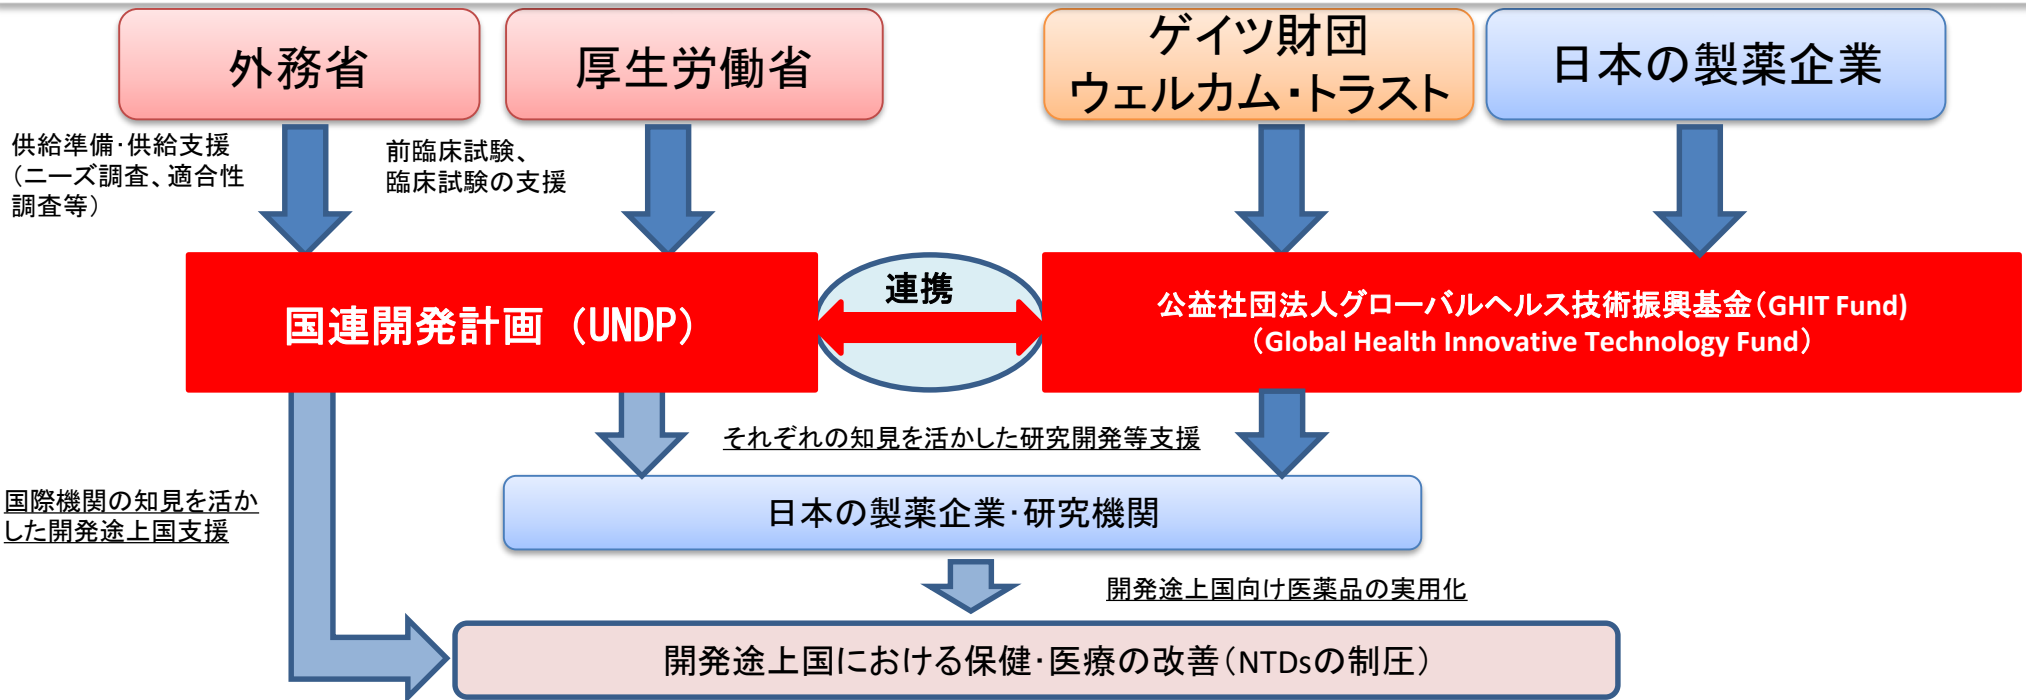 外務省
厚生労働省
ゲイツ財団
ウェルカム・トラスト
日本の製薬企業
供給準備・供給支援
（ニーズ調査、適合性
調査等）
前臨床試験、
臨床試験の支援
国連開発計画（UNDP）
連携
公益社団法人グローバルヘルス技術振興基金（GHIT Fund)
（Global Health Innovative Technology Fund）
それぞれの知見を活かした研究開発等支援
国際機関の知見を活か
した開発途上国支援
日本の製薬企業・研究機関
開発途上国向け医薬品の実用化
開発途上国における保健・医療の改善（NTDsの制圧）